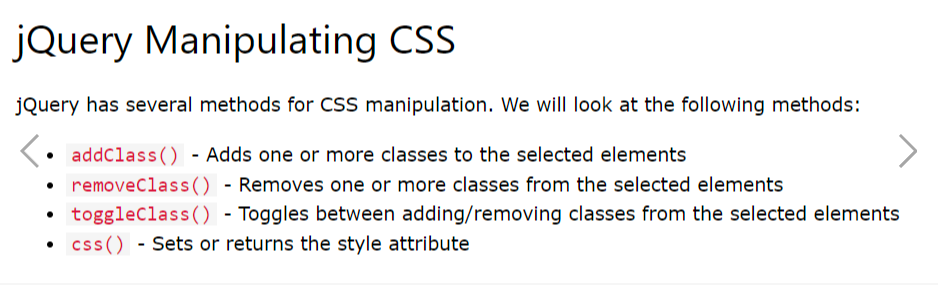 jQuery Manipulating CSS
jQuery has several methods for CSS manipulation. We will look at the following methods:
• addClass() - Adds one or more classes to the selected elements
• removeClass() - Removes one or more classes from the selected elements
• toggleClass() - Toggles between adding/removing classes from the selected elements
• css() - Sets or returns the style attribute